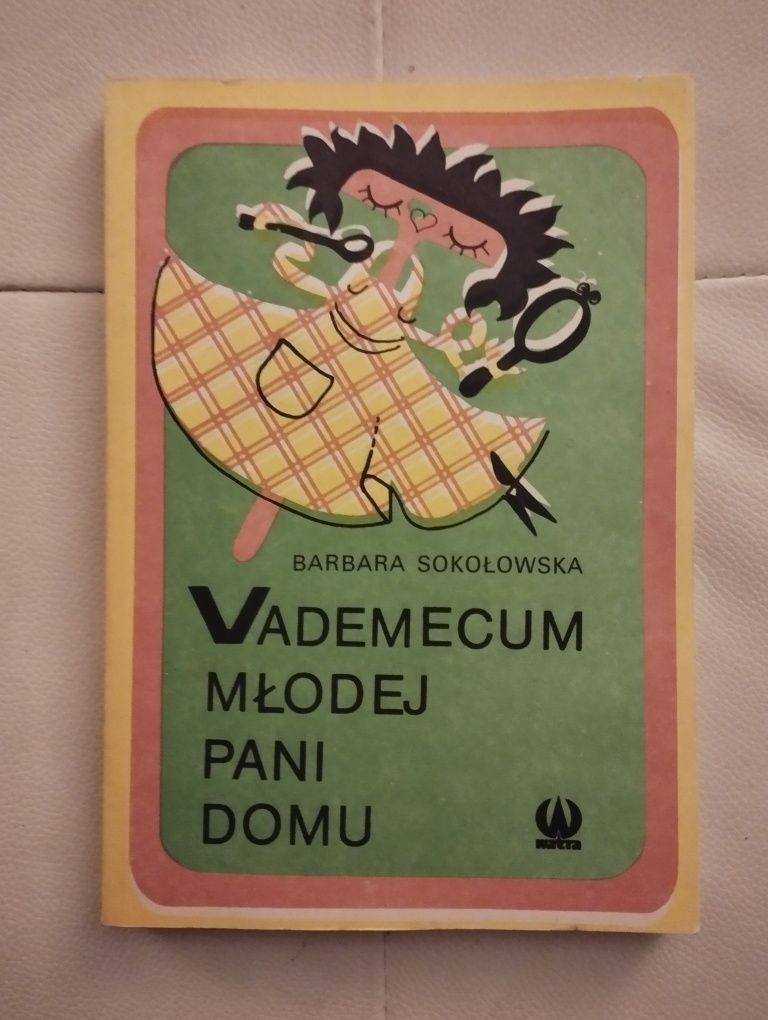 BARBARA SOKOŁOWSKA
VADEMECUM
MŁODEJ
PANI
DOMU
watra